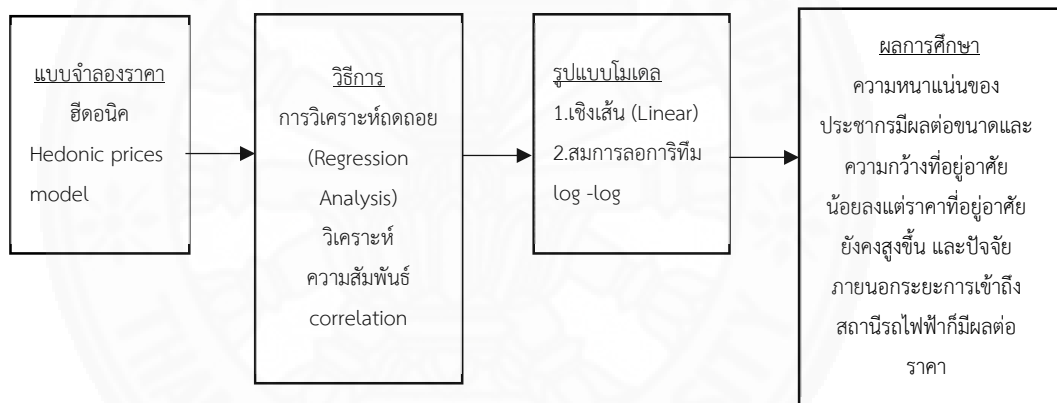 แบบจำลองราคา
ฮีดอนิค
Hedonic prices
model
วิธีการ
การวิเคราะห์ถดถอย
(Regression
Analysis)
วิเคราะห์
ความสัมพันธ์
correlation
รูปแบบโมเดล
1.เชิงเส้น (Linear)
2.สมการลอการิทึม
log -log
ผลการศึกษา
ความหนาแน่นของ
ประชากรมีผลต่อขนาดและ
ความกว้างที่อยู่อาศัย
น้อยลงแต่ราคาที่อยู่อาศัย
ยังคงสูงขึ้น และปัจจัย
ภายนอกระยะการเข้าถึง
สถานีรถไฟฟ้าก็มีผลต่อ
ราคา